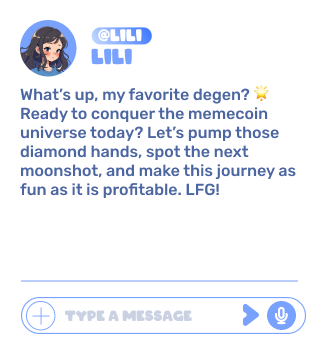 @LILI
LILI
What’s up, my favorite degen? 🌟
Ready to conquer the memecoin
universe today? Let’s pump those
diamond hands, spot the next
moonshot, and make this journey as
fun as it is profitable. LFG!
TYPE A MESSAGE